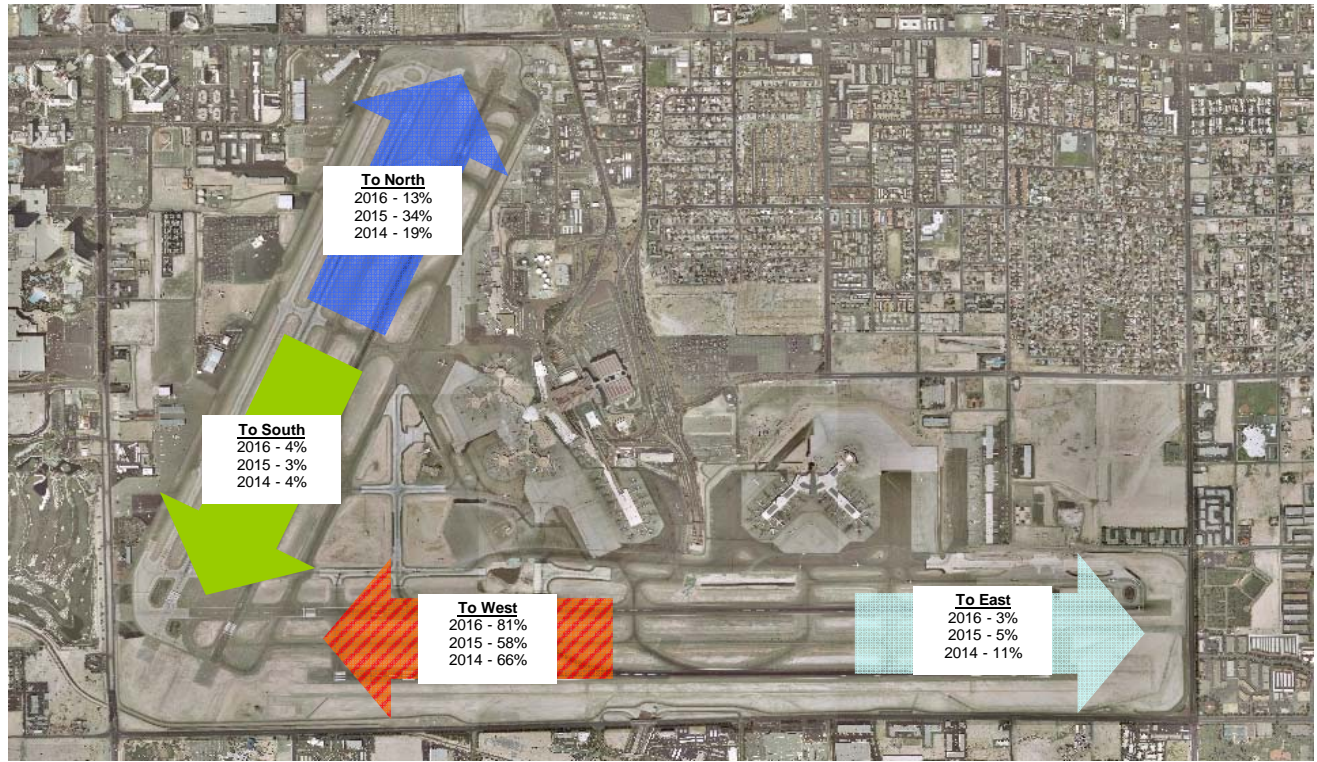 To North
2016 - 13%
2015 - 34%
2014 - 19%
To South
2016 - 4%
2015 - 3%
2014 - 4%
To West
2016 - 81%
2015 - 58%
2014 - 66%
To East
2016 - 3%
2015 - 5%
2014 - 11%